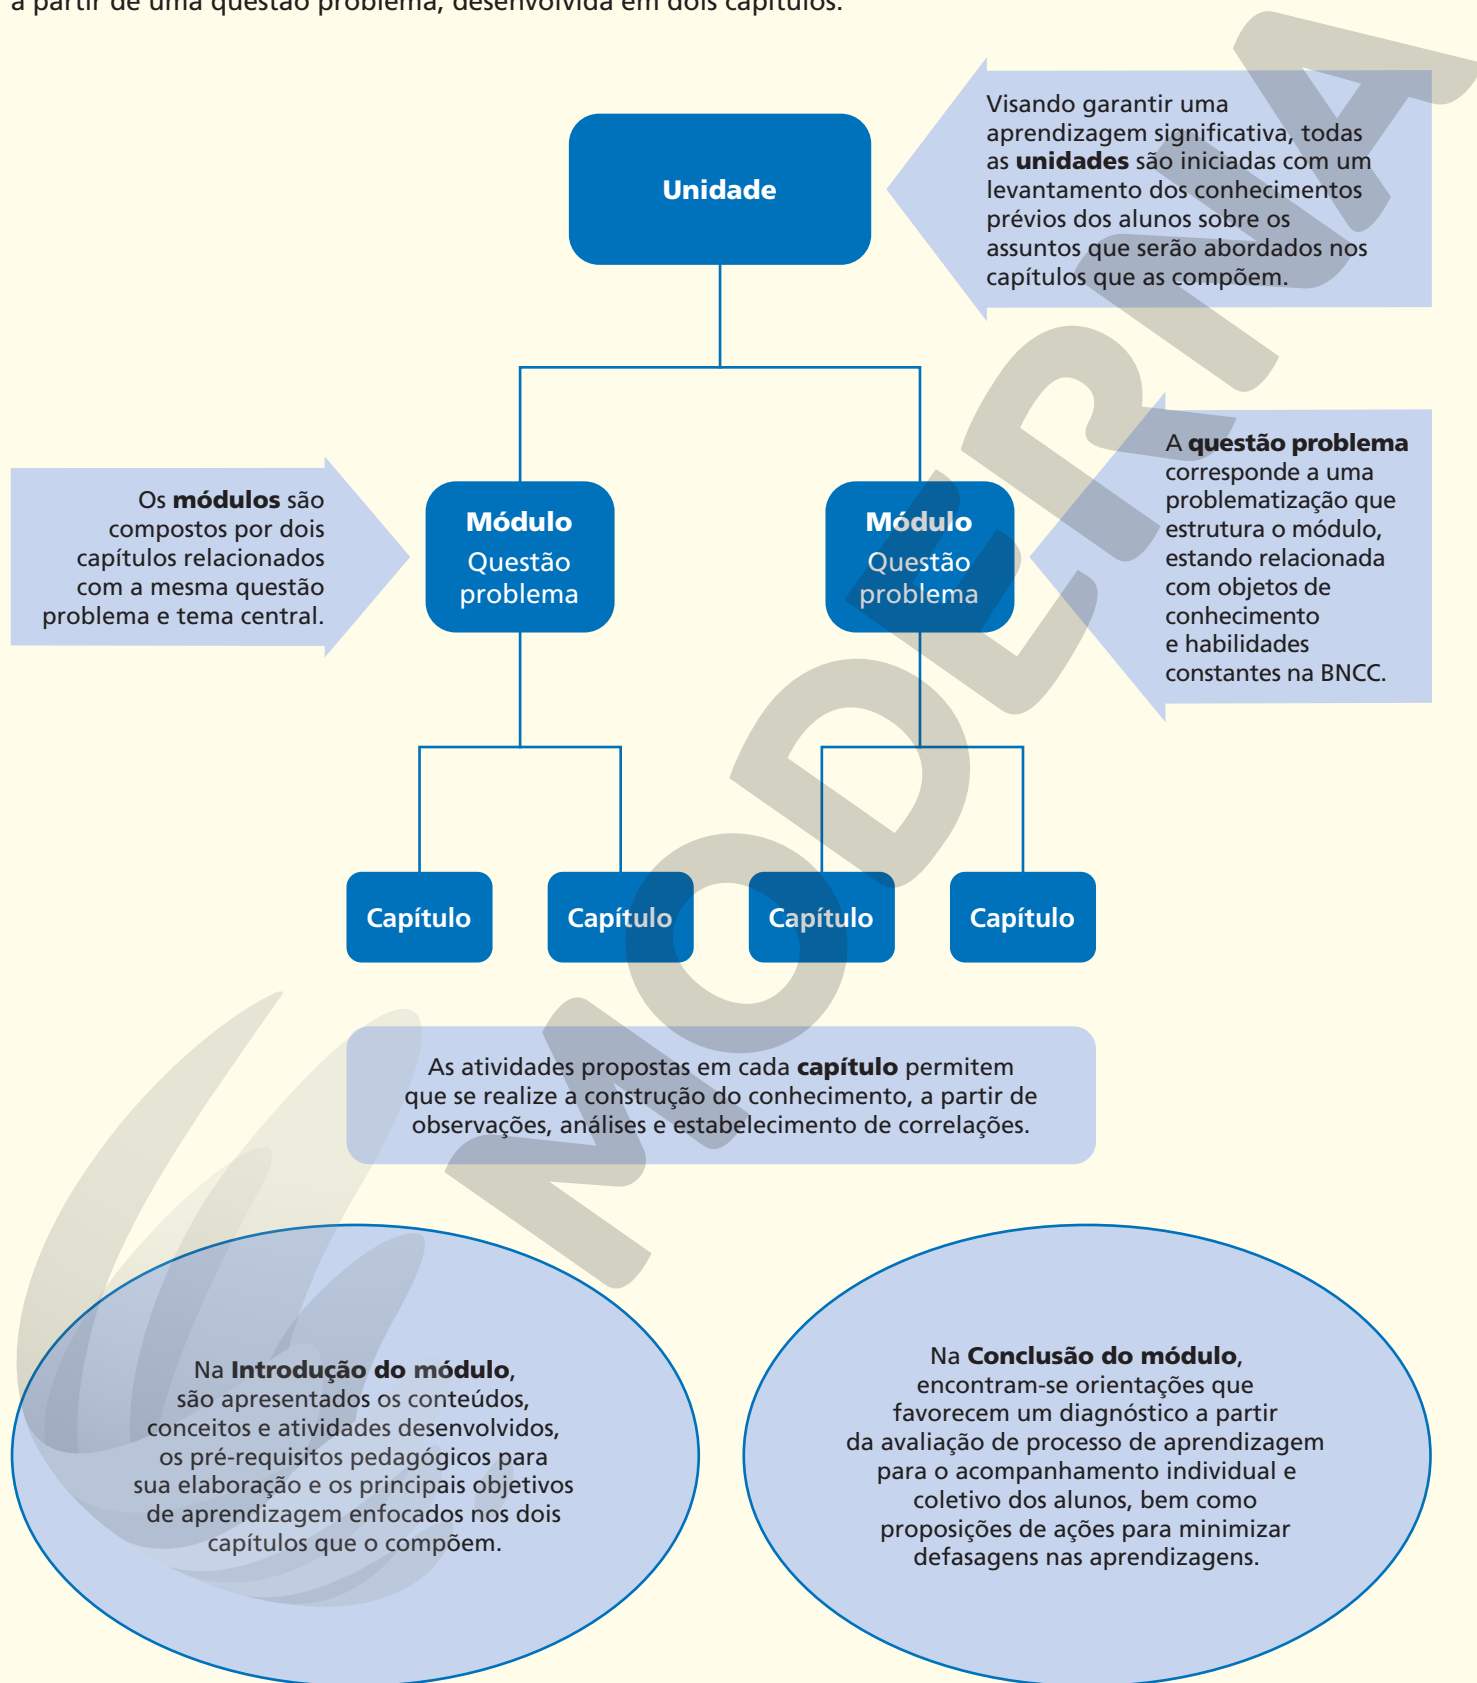 a partir de uma questão problema, desenvolvida em dois capítulos.
Unidade
Visando garantir uma
aprendizagem significativa, todas
as unidades são iniciadas com um
levantamento dos conhecimentos
prévios dos alunos sobre os
assuntos que serão abordados nos
capítulos que as compõem.
Os módulos são
compostos por dois
capítulos relacionados
com a mesma questão
problema e tema central.
Módulo
Questão
problema
Módulo
Questão
problema
A questão problema
corresponde a uma
problematização que
estrutura o módulo,
estando relacionada
com objetos de
conhecimento
e habilidades
constantes na BNCC.
Capítulo
Capítulo
Capítulo
Capítulo
As atividades propostas em cada capítulo permitem
que se realize a construção do conhecimento, a partir de
observações, análises e estabelecimento de correlações.
Na Introdução do módulo,
são apresentados os conteúdos,
conceitos e atividades desenvolvidos,
os pré-requisitos pedagógicos para
sua elaboração e os principais objetivos
de aprendizagem enfocados nos dois
capítulos que o compõem.
Na Conclusão do módulo,
encontram-se orientações que
favorecem um diagnóstico a partir
da avaliação de processo de aprendizagem
para o acompanhamento individual e
coletivo dos alunos, bem como
proposições de ações para minimizar
defasagens nas aprendizagens.
MODERNA